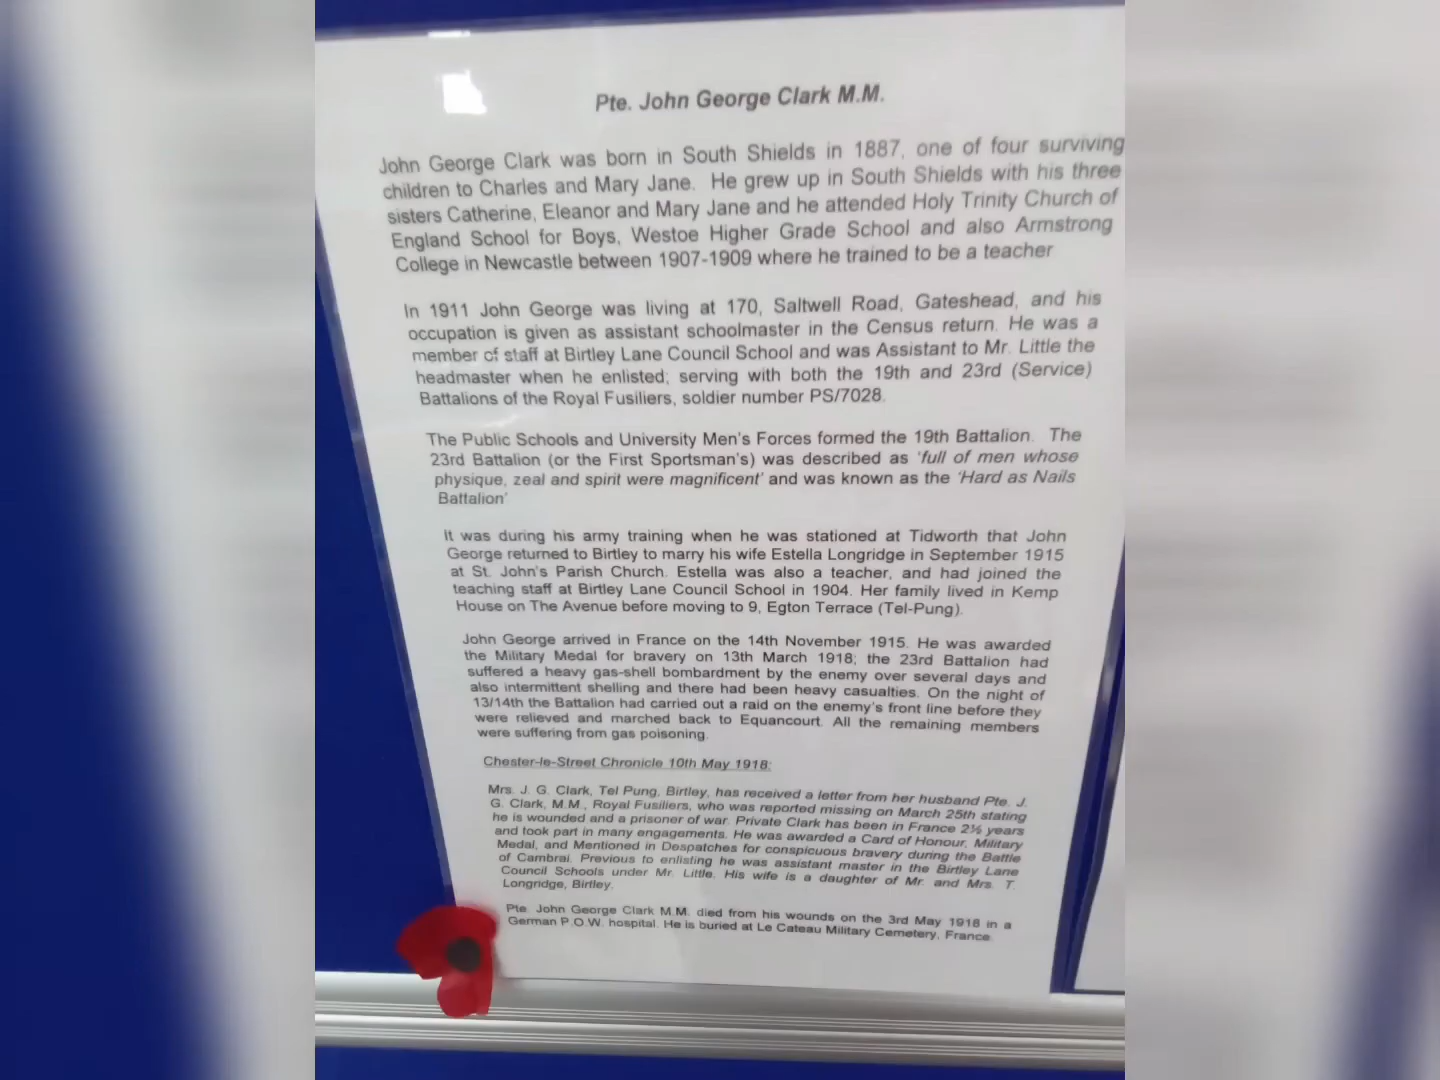 Pte. John George Clark M.M.
John George Clark was born in South Shields in 1887, one of four surviving
children to Charles and Mary Jane. He grew up in South Shields with his three
sisters Catherine, Eleanor and Mary Jane and he attended Holy Trinity Church of
England School for Boys, Westoe Higher Grade School and also Armstrong
College in Newcastle between 1907-1909 where he trained to be a teacher
In 1911 John George was living at 170, Saltwell Road, Gateshead, and his
occupation is given as assistant schoolmaster in the Census return. He was a
member of staff at Birtley Lane Council School and was Assistant to Mr. Little the
headmaster when he enlisted; serving with both the 19th and 23rd (Service)
Battalions of the Royal Fusiliers, soldier number PS/7028.
The Public Schools and University Men's Forces formed the 19th Battalion. The
23rd Battalion (or the First Sportsman's) was described as 'full of men whose
physique, zeal and spirit were magnificent' and was known as the 'Hard as Nails
Battalion'
It was during his army training when he was stationed at Tidworth that John
George returned to Birtley to marry his wife Estella Longridge in September 1915
at St. John's Parish Church. Estella was also a teacher, and had joined the
teaching staff at Birtley Lane Council School in 1904. Her family lived in Kemp
House on The Avenue before moving to 9, Egton Terrace (Tel-Pung).
John George arrived in France on the 14th November 1915. He was awarded
the Military Medal for bravery on 13th March 1918; the 23rd Battalion had
suffered a heavy gas-shell bombardment by the enemy over several days and
also intermittent shelling and there had been heavy casualties. On the night of
13/14th the Battalion had carried out a raid on the enemy's front line before they
were relieved and marched back to Equancourt. All the remaining members
were suffering from gas poisoning.
Chester-le-Street Chronicle 10th May 1918:
Mrs. J. G. Clark, Tel Pung, Birtley, has received a letter from her husband Pte. J.
G. Clark, M.M., Royal Fusiliers, who was reported missing on March 25th stating
he is wounded and a prisoner of war. Private Clark has been in France 2½ years
and took part in many engagements. He was awarded a Card of Honour, Military
Medal, and Mentioned in Despatches for conspicuous bravery during the Battle
of Cambrai. Previous to enlisting he was assistant master in the Birtley Lane
Council Schools under Mr. Little. His wife is a daughter of Mr. and Mrs. T.
Longridge, Birtley.
Pte. John George Clark M.M. died from his wounds on the 3rd May 1918 in a
German P.O.W. hospital. He is buried at Le Cateau Military Cemetery, France.